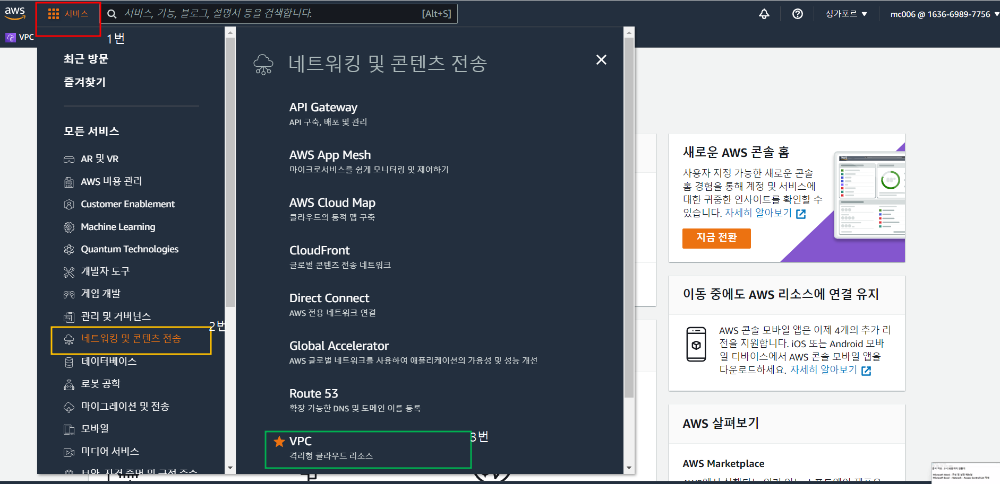 aws
서비스
서비스, 기능, 블로그, 설명서 등을 검색합니다.
[Alt+S]
싱가포르 ▼
mc006 @ 1636-6989-7756 ▼
VPC
1번
최근 방문
즐겨찾기
모든 서비스
AR 및 VR
AWS 비용 관리
Customer Enablement
Machine Learning
Quantum Technologies
개발자 도구
게임 개발
관리 및 거버넌스
2번
네트워킹 및 콘텐츠 전송
데이터베이스
로봇 공학
마이그레이션 및 전송
모바일
미디어 서비스
네트워킹 및 콘텐츠 전송
API Gateway
API 구축, 배포 및 관리
AWS App Mesh
마이크로서비스를 쉽게 모니터링 및 제어하기
AWS Cloud Map
클라우드의 동적 맵 구축
CloudFront
글로벌 콘텐츠 전송 네트워크
Direct Connect
AWS 전용 네트워크 연결
Global Accelerator
AWS 글로벌 네트워크를 사용하여 애플리케이션의 가용성 및 성능 개선
Route 53
확장 가능한 DNS 및 도메인 이름 등록
VPC
격리형 클라우드 리소스
3번
새로운 AWS 콘솔 홈
사용자 지정 가능한 새로운 콘솔
홈 경험을 통해 계정 및 서비스에
대한 귀중한 인사이트를 확인할 수
있습니다. 자세히 알아보기
지금 전환
이동 중에도 AWS 리소스에 연결 유지
AWS 콘솔 모바일 앱은 이제 4개의 추가 리
전을 지원합니다. iOS 또는 Android 모바
일 디바이스에서 AWS 콘솔 모바일 앱을
다운로드하세요. 자세히 알아보기
AWS 살펴보기
AWS Marketplace